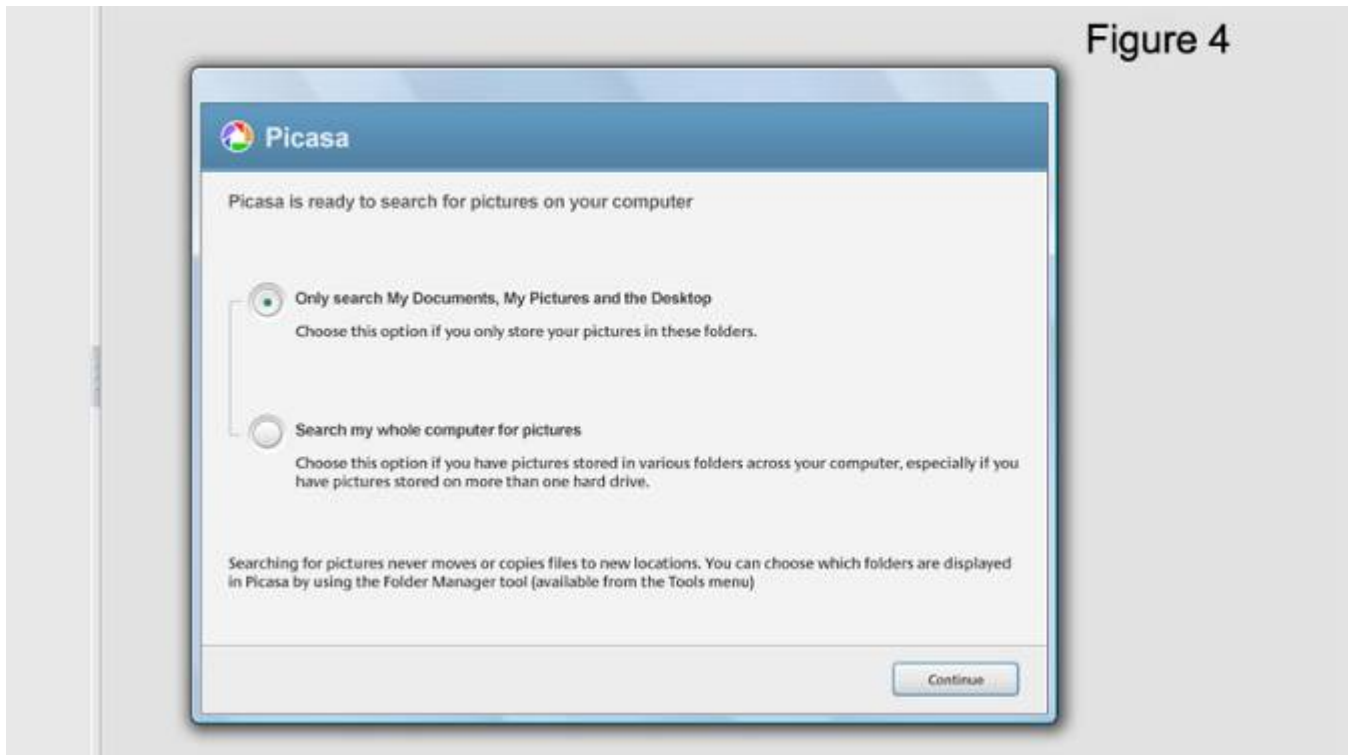 Figure 4
Picasa
Picasa is ready to search for pictures on your computer
Only search My Documents, My Pictures and the Desktop
Choose this option if you only store your pictures in these folders.
Search my whole computer for pictures
Choose this option if you have pictures stored in various folders across your computer, especially if you
have pictures stored on more than one hard drive.
Searching for pictures never moves or copies files to new locations. You can choose which folders are displayed
in Picasa by using the Folder Manager tool (available from the Tools menu)
Continue